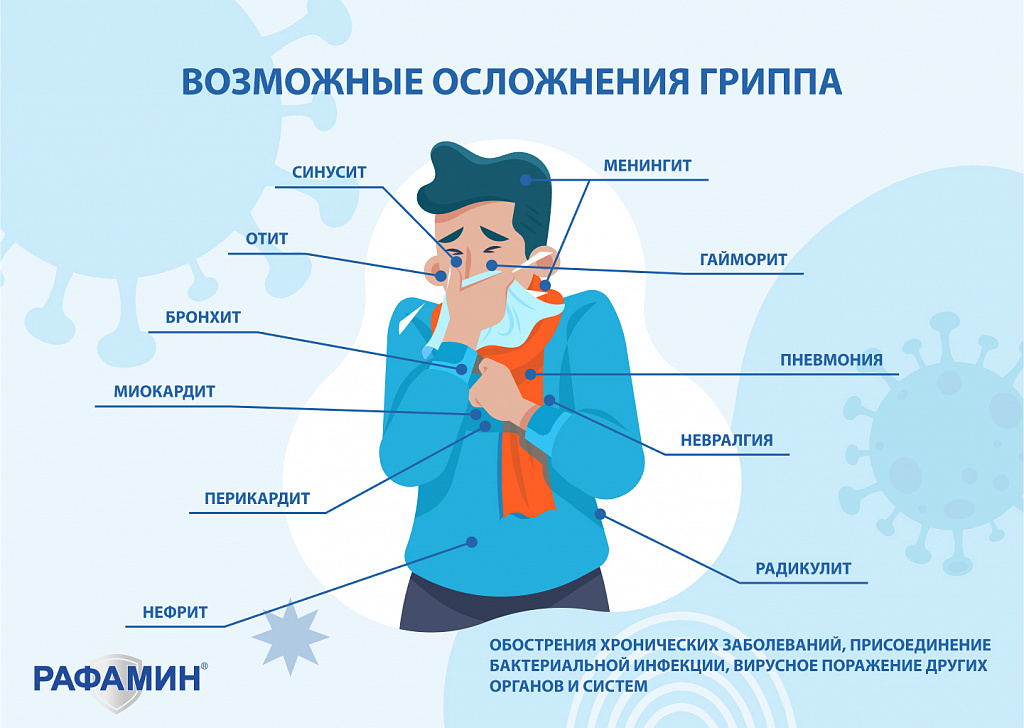 ВОЗМОЖНЫЕ ОСЛОЖНЕНИЯ ГРИППА
СИНУСИТ
МЕНИНГИТ
ОТИТ
ГАЙМОРИТ
БРОНХИТ
ПНЕВМОНИЯ
МИОКАРДИТ
НЕВРАЛГИЯ
ПЕРИКАРДИТ
РАДИКУЛИТ
НЕФРИТ
ОБОСТРЕНИЯ ХРОНИЧЕСКИХ ЗАБОЛЕВАНИЙ, ПРИСОЕДИНЕНИЕ
БАКТЕРИАЛЬНОЙ ИНФЕКЦИИ, ВИРУСНОЕ ПОРАЖЕНИЕ ДРУГИХ
ОРГАНОВ И СИСТЕМ
РАФАМИН®